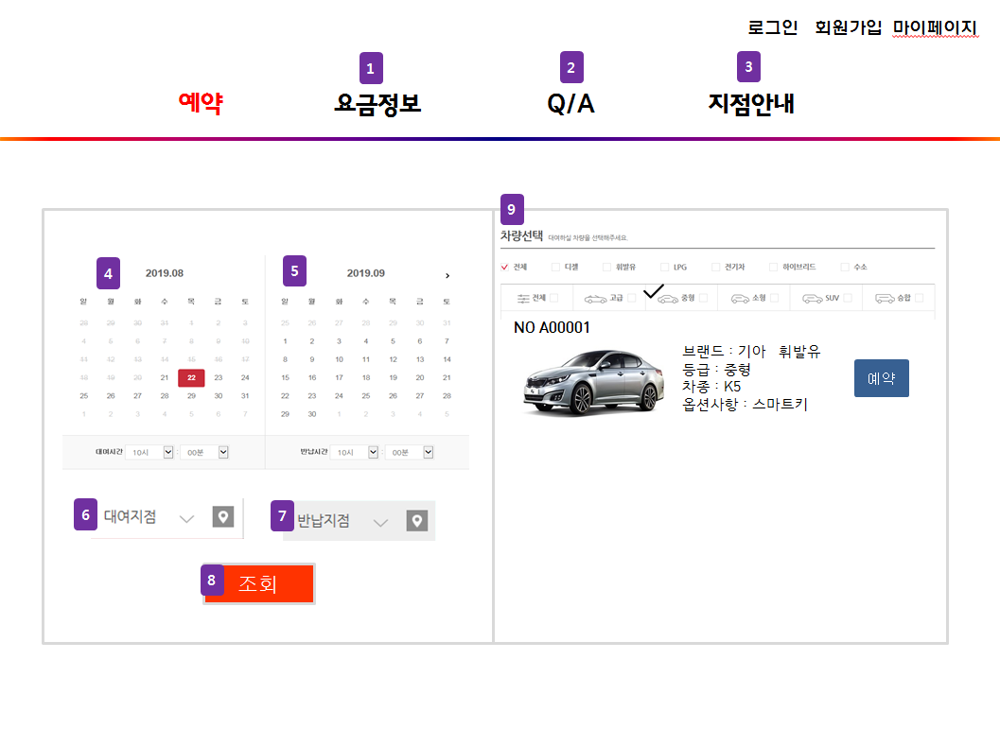 로그인 회원가입 마이페이지
1 2 3
예약 요금정보 Q/A 지점안내
9
차량선택 대여하실 차량을 선택해주세요.
전체 디젤 휘발유 LPG 전기차 하이브리드 수소
전체 고급 중형 소형 SUV 승합
NO A00001
브랜드 : 기아 휘발유
등급 : 중형
차종 : K5
옵션사항 : 스마트키
예약
4 2019.08
일 월 화 수 목 금 토
28 29 30 31 1 2 3
4 5 6 7 8 9 10
11 12 13 14 15 16 17
18 19 20 21 22 23 24
25 26 27 28 29 30 31
1 2 3 4 5 6 7
대여시간 10시 : 00분
5 2019.09 >
일 월 화 수 목 금 토
25 26 27 28 29 30 31
1 2 3 4 5 6 7
8 9 10 11 12 13 14
15 16 17 18 19 20 21
22 23 24 25 26 27 28
29 30 1 2 3 4 5
반납시간 10시 : 00분
6 대여지점
7 반납지점
8 조회